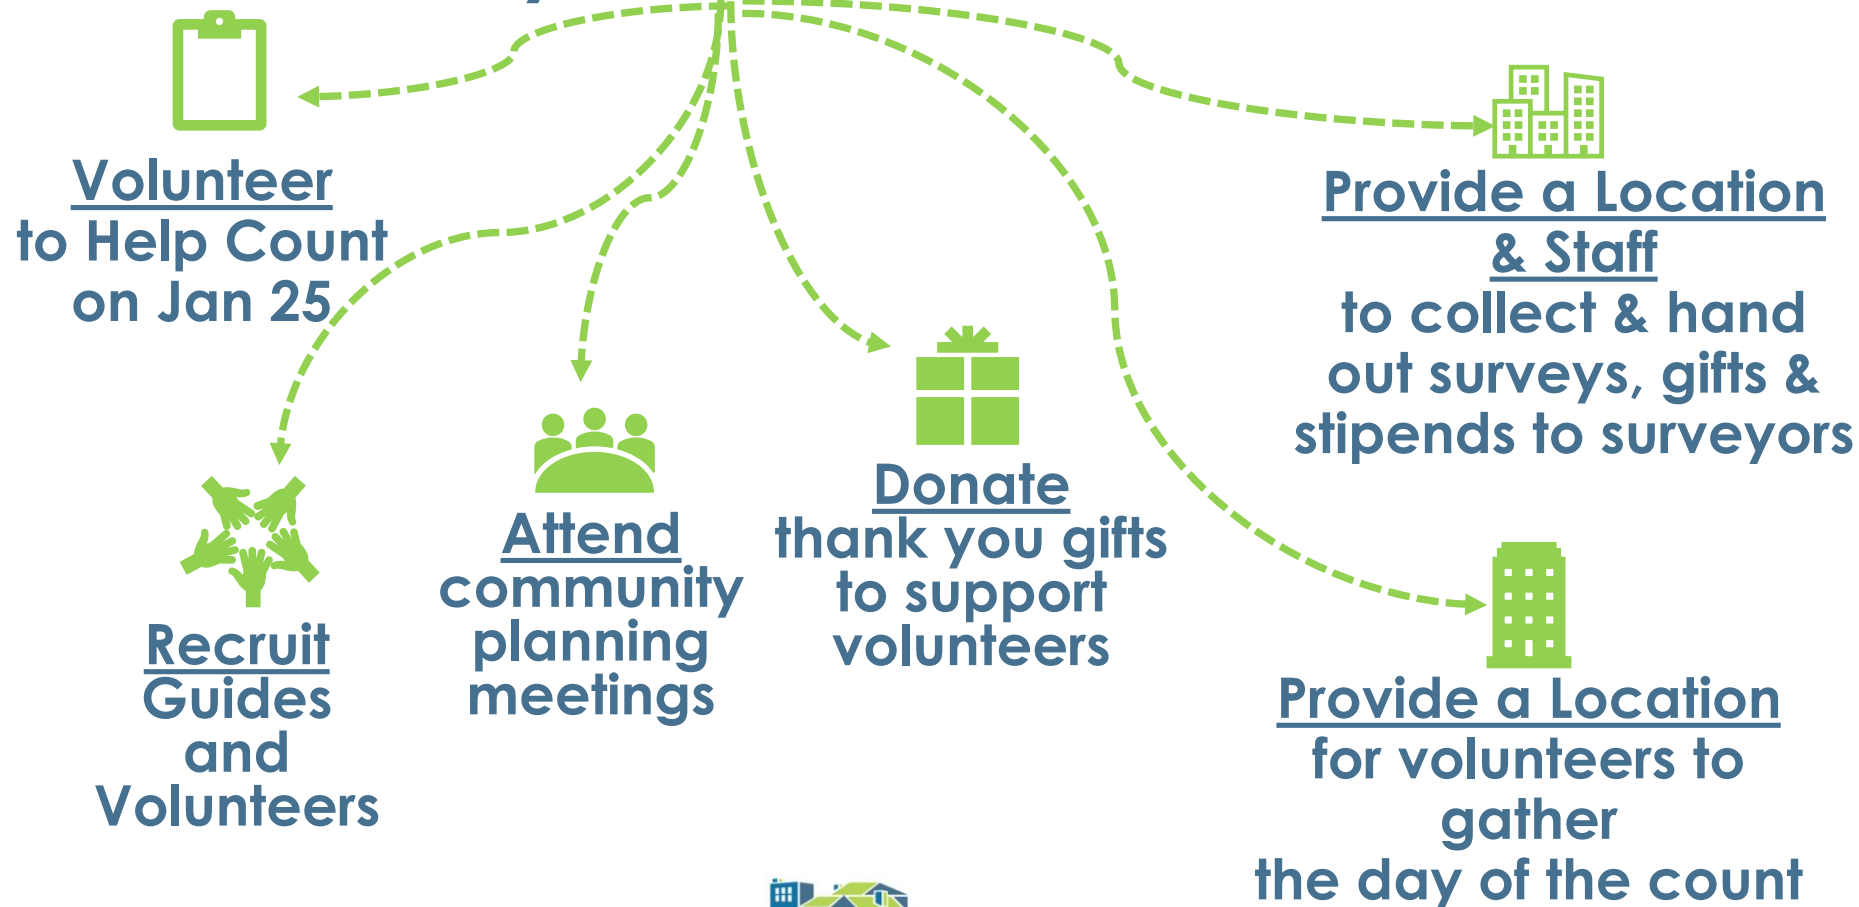 Volunteer
to Help Count
on Jan 25
Recruit
Guides
and
Volunteers
Attend
community
planning
meetings
Donate
thank you gifts
to support
volunteers
Provide a Location
& Staff
to collect & hand
out surveys, gifts &
stipends to surveyors
Provide a Location
for volunteers to
gather
the day of the count